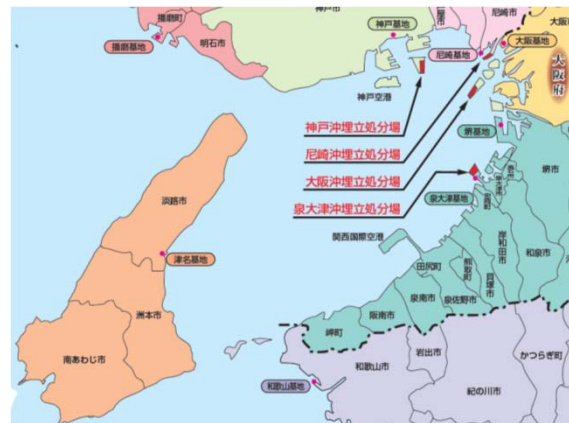 播磨町
神戸市
神戸基地
尼崎市
播磨基地
明石市
尼崎基地
大阪基地
大阪府
神戸空港
神戸沖埋立処分場
尼崎沖埋立処分場
堺基地
大阪沖埋立処分場
堺市
泉大津沖埋立処分場
泉大津基地
淡路市
関西国際空港
岸和田市
和泉市
津名基地
田尻町
熊取町
貝塚市
洲本市
泉南市
泉佐野市
阪南市
岬町
南あわじ市
岩出市
かつらぎ町
和歌山市
和歌山基地
紀の川市